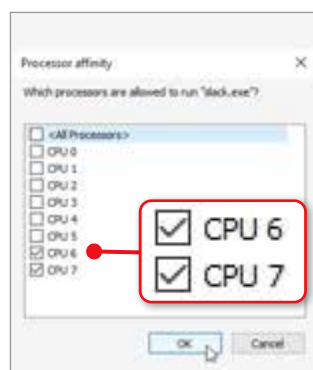 Processor affinity
Which processors are allowed to run "slack.exe"?
<All Processors>
CPU 0
CPU 1
CPU 2
CPU 3
CPU 4
CPU 5
CPU 6
CPU 7
CPU 6
CPU 7
OK
Cancel